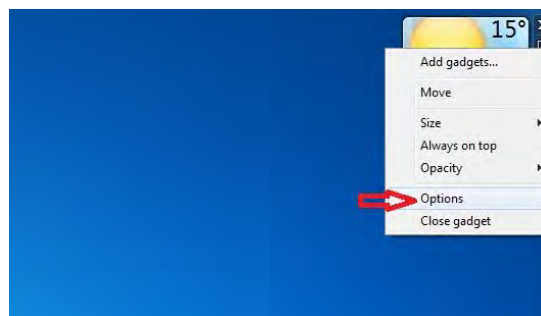 15°
Add gadgets...
Move
Size
Always on top
Opacity
Options
Close gadget